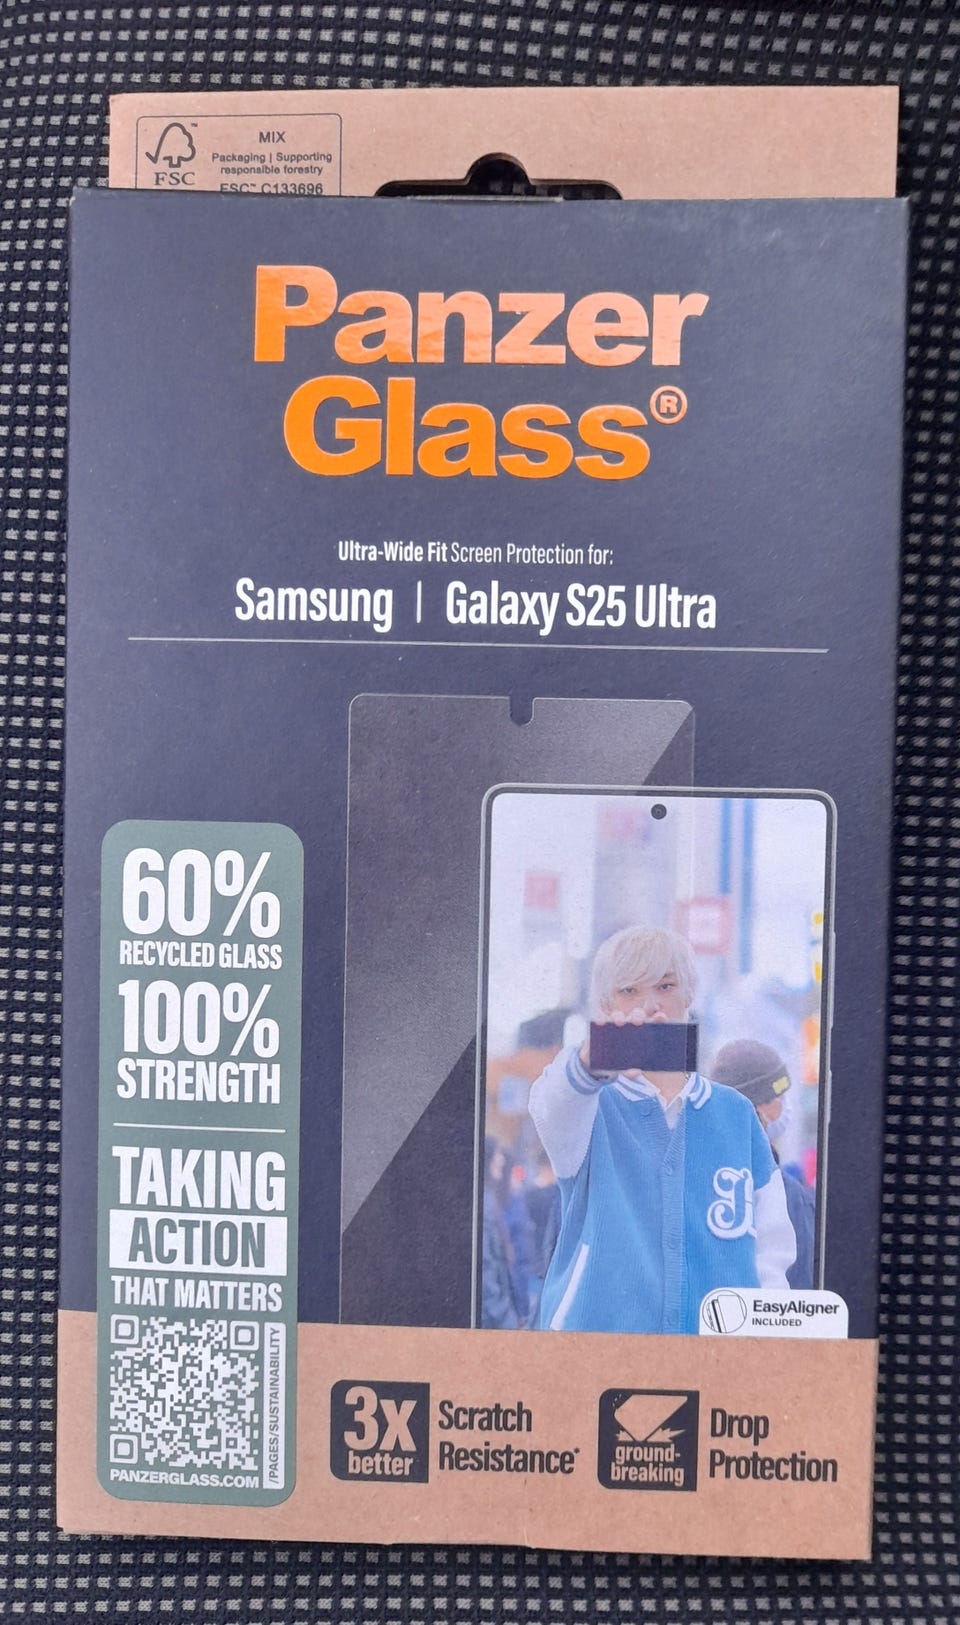 MIX
Packaging | Supporting
responsible forestry
FSC™ C133696
FSC
Panzer
Glass®
Ultra-Wide Fit Screen Protection for:
Samsung | Galaxy S25 Ultra
60%
RECYCLED GLASS
100%
STRENGTH
TAKING
ACTION
THAT MATTERS
/PAGES/SUSTAINABILITY
PANZERGLASS.COM
EasyAligner
INCLUDED
3x
better
Scratch
Resistance*
ground-
breaking
Drop
Protection